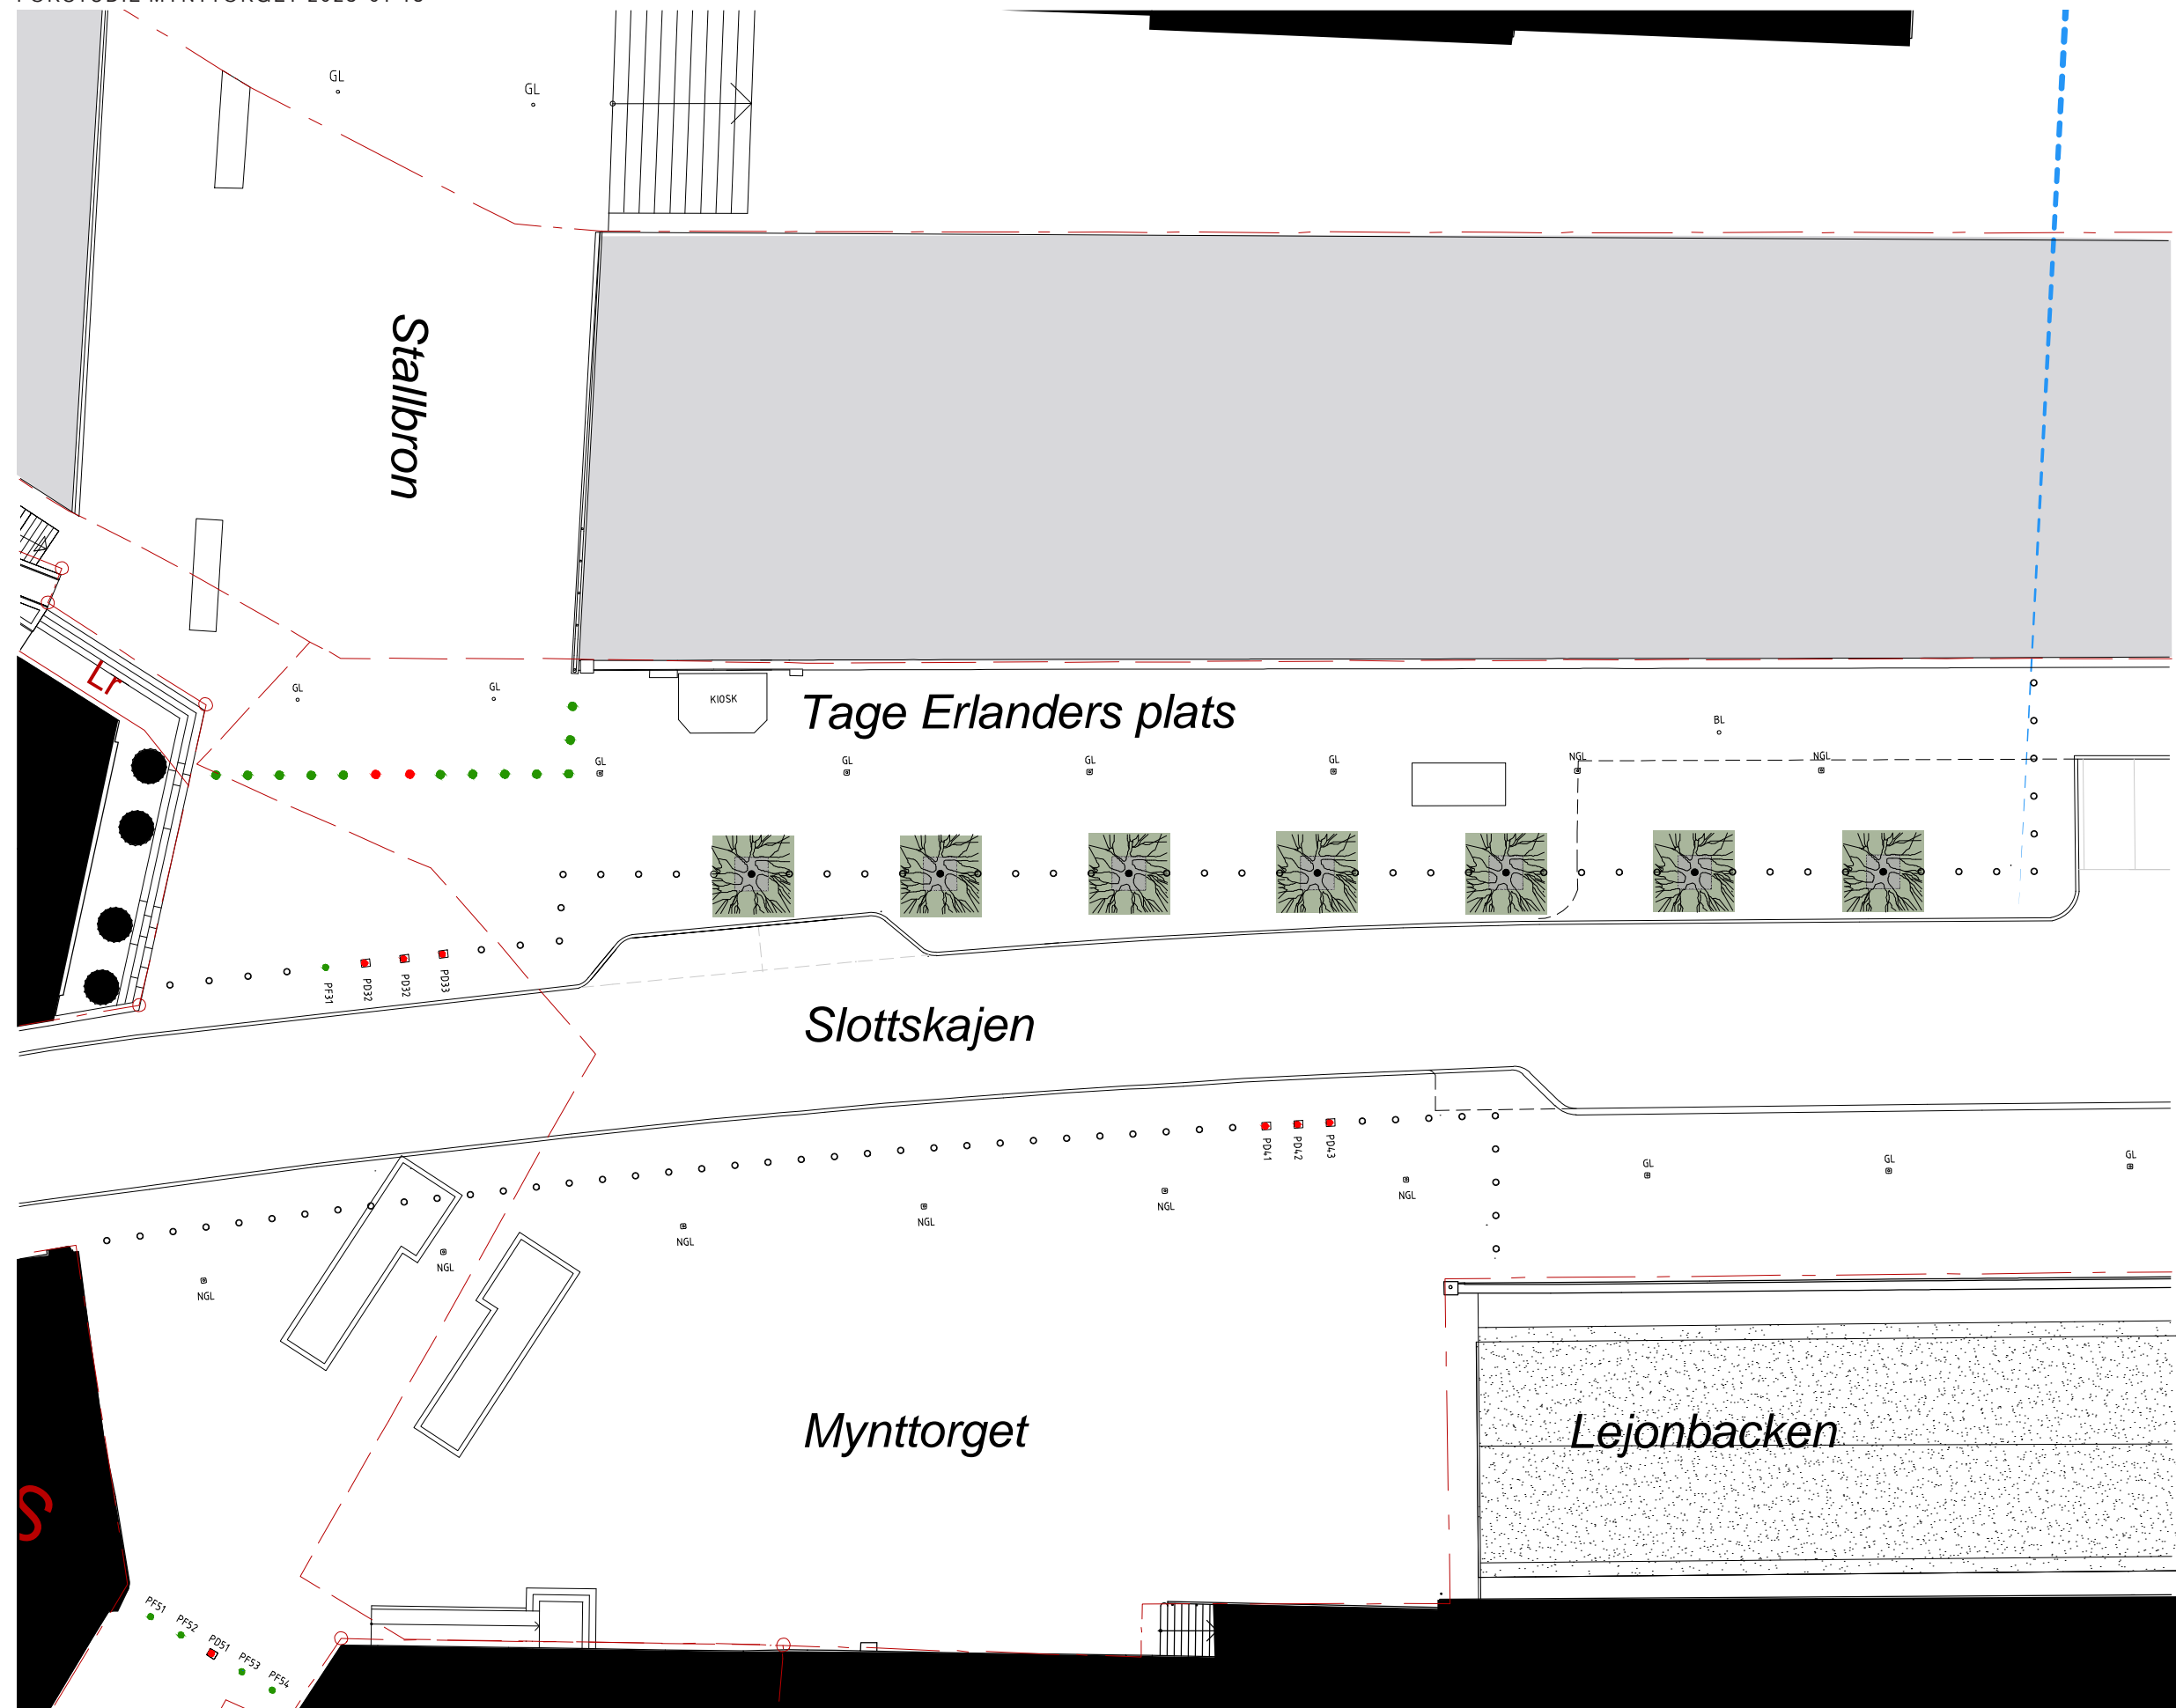 GL
GL
Stallbron
Lr
GL
GL
KIOSK
Tage Erlanders plats
BL
GL
GL
GL
GL
NGL
NGL
PF31
PD32
PD32
PD33
Slottskajen
PD41
PD42
PD43
GL
GL
GL
NGL
NGL
NGL
NGL
NGL
NGL
Mynttorget
Lejonbacken
S
PF51
PF52
PD51
PF53
PF54